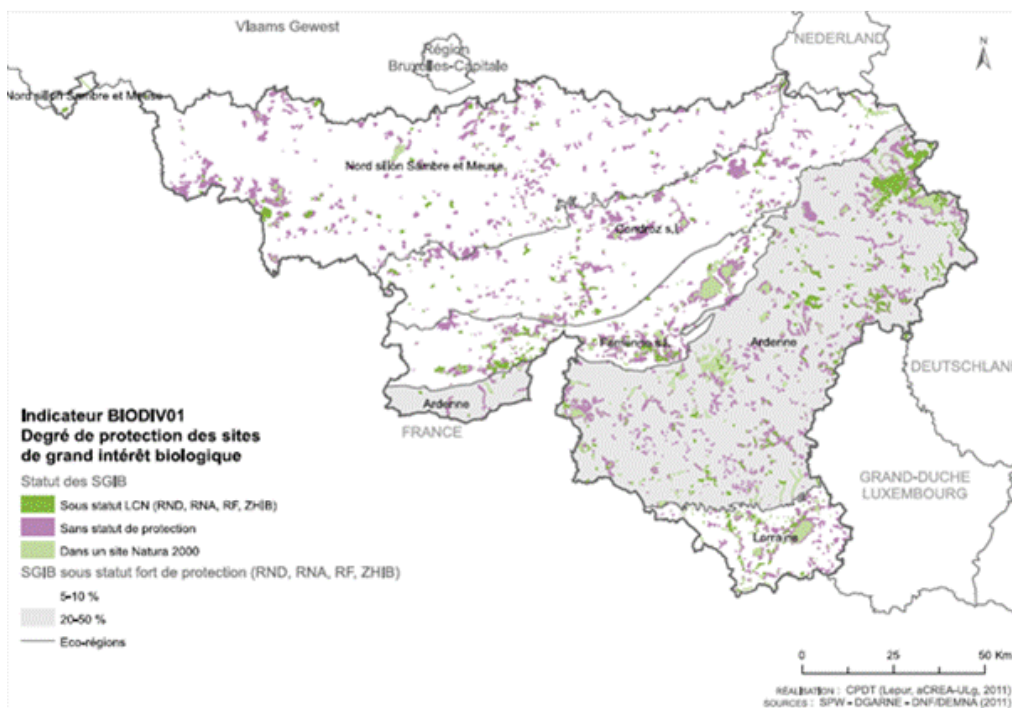 Vlaams Gewest
Région
Bruxelles-Capitale
NEDERLAND
N
Nord sillon Sambre et Meuse
Nord sillon Sambre et Meuse
Condroz s.l.
Famenne s.l.
Ardenne
Ardenne
DEUTSCHLAND
FRANCE
GRAND-DUCHE
LUXEMBOURG
Lorraine
Indicateur BIODIV01
Degré de protection des sites
de grand intérêt biologique
Statut des SGIB
Sous statut LCN (RND, RNA, RF, ZHIB)
Sans statut de protection
Dans un site Natura 2000
SGIB sous statut fort de protection (RND, RNA, RF, ZHIB)
5-10 %
20-50 %
Eco-régions
0 25 50 Km
RÉALISATION : CPDT (Lepur, aCREA-ULg, 2011)
SOURCES : SPW - DGARNE - DNF/DEMNA (2011)